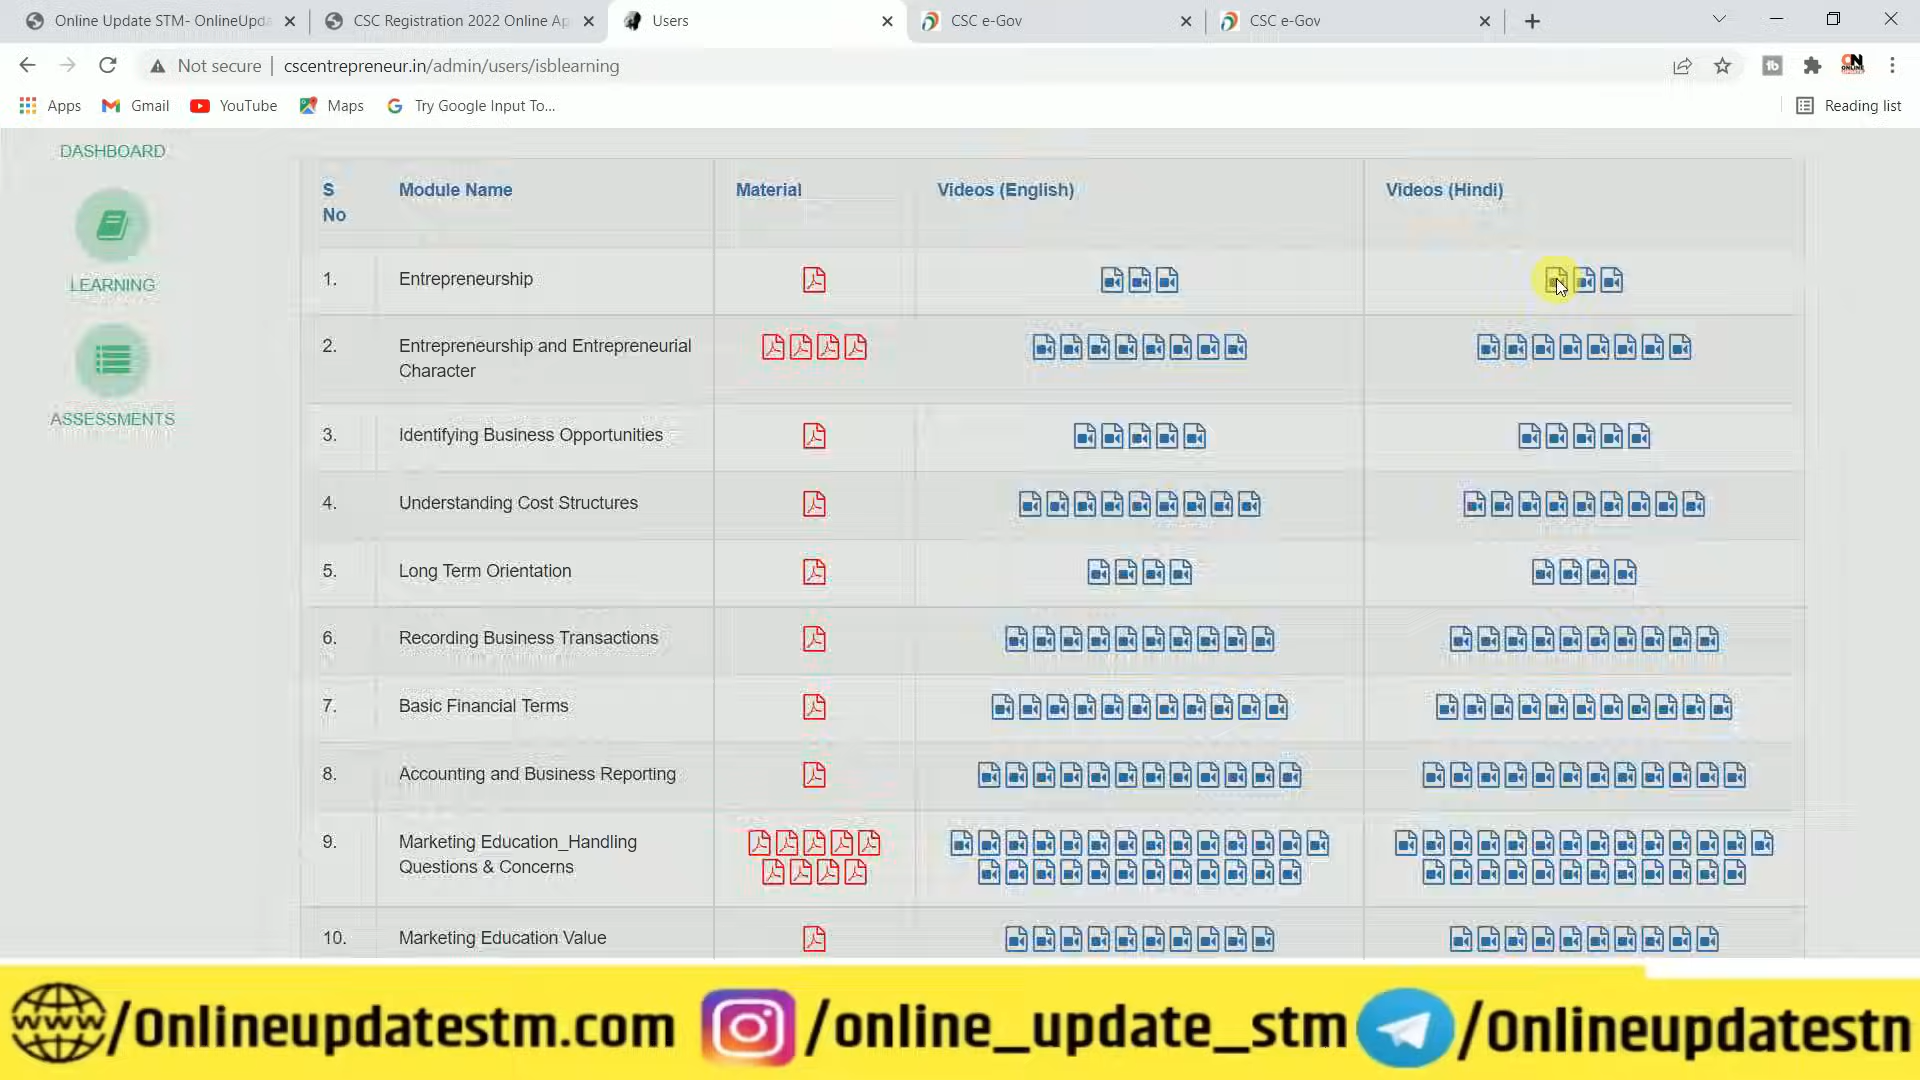 Online Update STM- OnlineUpda
CSC Registration 2022 Online Ap
Users
CSC e-Gov
CSC e-Gov
Not secure
cscentrepreneur.in/admin/users/isblearning
Apps
Gmail
YouTube
Maps
Try Google Input To...
Reading list
DASHBOARD
LEARNING
ASSESSMENTS
S No
Module Name
Material
Videos (English)
Videos (Hindi)
1. Entrepreneurship
2. Entrepreneurship and Entrepreneurial
Character
3. Identifying Business Opportunities
4. Understanding Cost Structures
5. Long Term Orientation
6. Recording Business Transactions
7. Basic Financial Terms
8. Accounting and Business Reporting
9. Marketing Education_Handling
Questions & Concerns
10. Marketing Education Value
www/Onlineupdatestm.com
/online_update_stm
/Onlineupdatestn